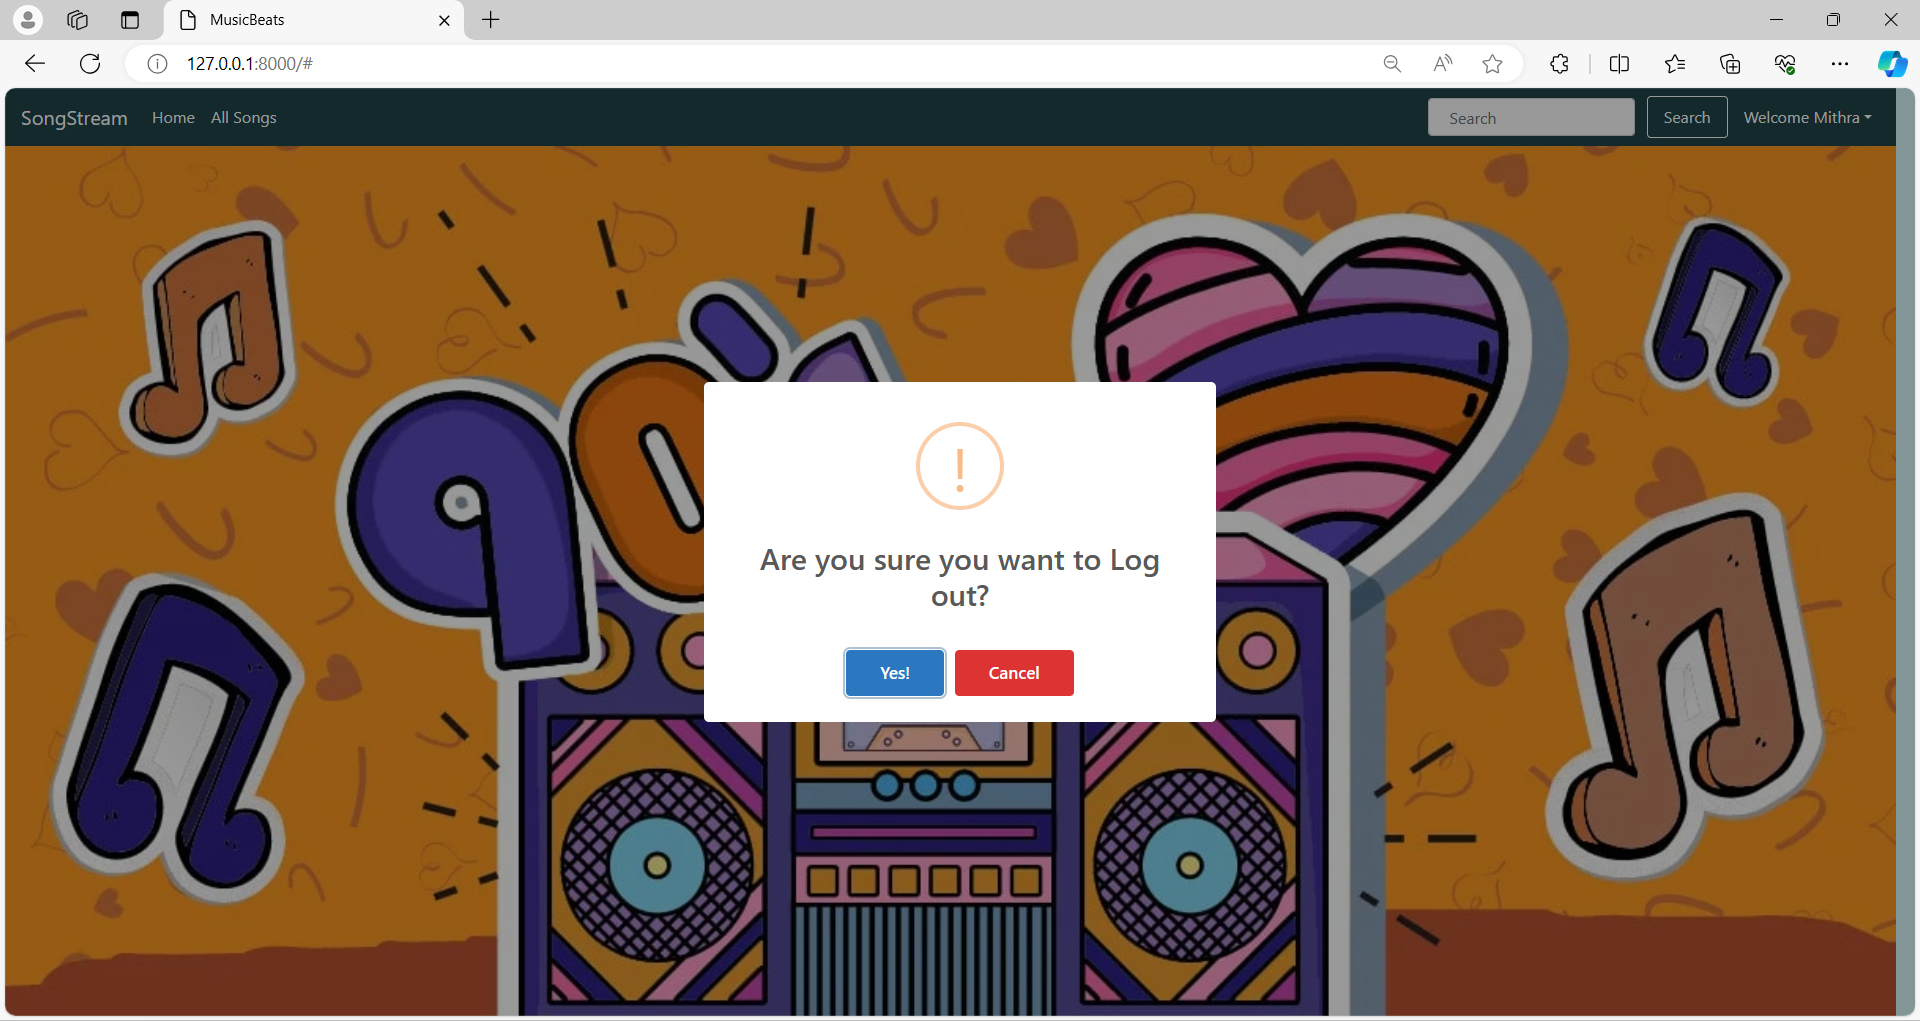 MusicBeats
127.0.0.1:8000/#
SongStream Home All Songs Search Search Welcome Mithra
90's
Are you sure you want to Log
out?
Yes! Cancel